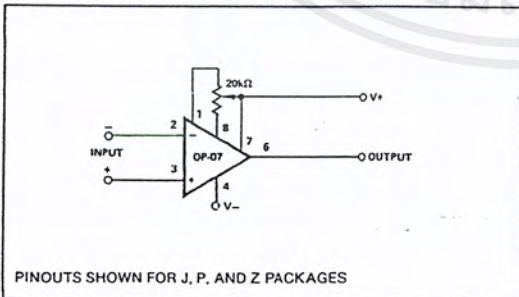 20kΩ
V+
1
8
−
2
−
7
6
INPUT
OP-07
OUTPUT
+
3
+
4
V−
PINOUTS SHOWN FOR J, P, AND Z PACKAGES